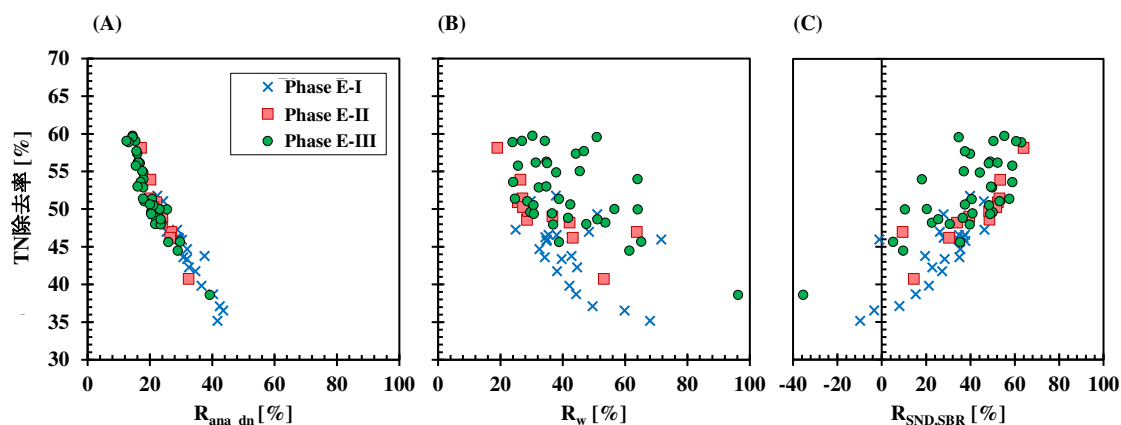 (A)
(B)
(C)
TN除去率 [%]
70
65
60
55
50
45
40
35
30
Phase E-I
Phase E-II
Phase E-III
0 20 40 60 80 100
0 20 40 60 80 100
-40 -20 0 20 40 60 80 100
R_ana_dn [%]
R_w [%]
R_SND,SBR [%]